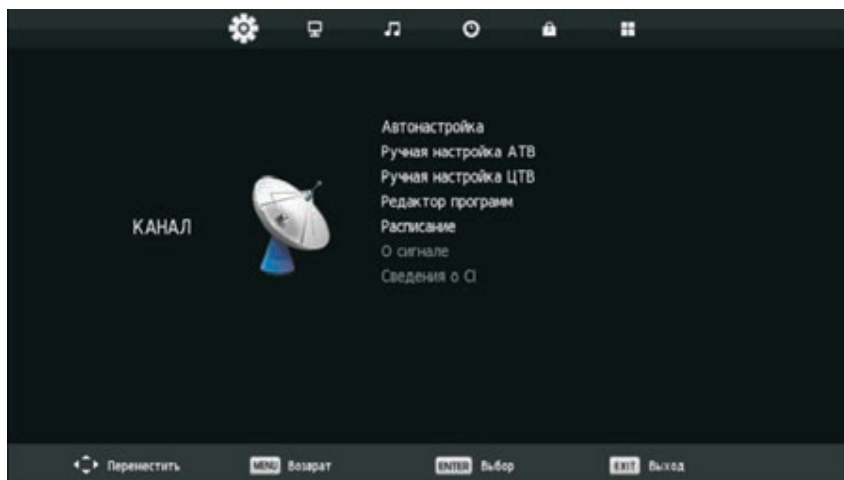 Автонастройка
Ручная настройка АТВ
Ручная настройка ЦТВ
Редактор программ
КАНАЛ
Расписание
О сигнале
Сведения о CI
Переместить MENU Возврат ENTER Выбор EXIT Выход